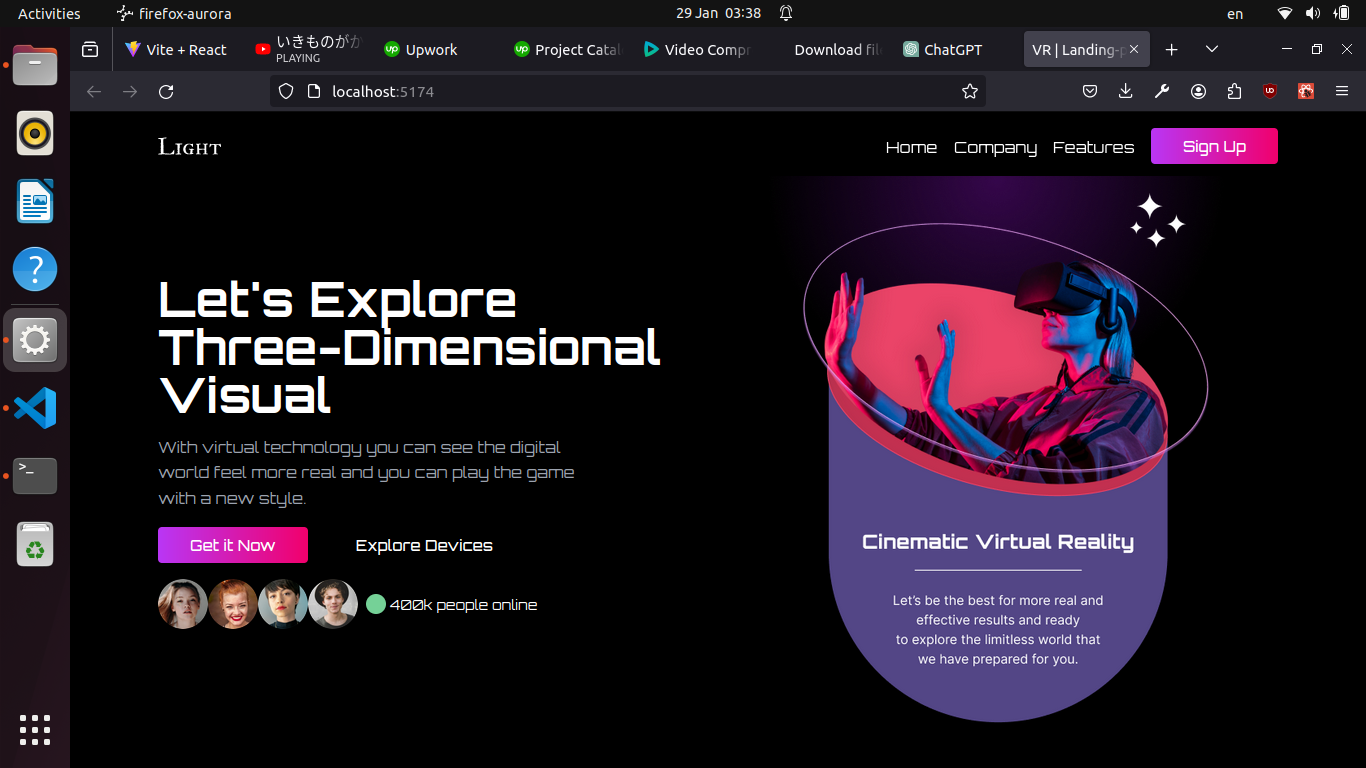 Activities
firefox-aurora
29 Jan 03:38
en
Vite + React
いきものがか
PLAYING
Upwork
Project Catal
Video Compr
Download file
ChatGPT
VR | Landing-p
localhost:5174
Light
Home Company Features Sign Up
Let's Explore
Three-Dimensional
Visual
With virtual technology you can see the digital
world feel more real and you can play the game
with a new style.
Get it Now Explore Devices
400k people online
Cinematic Virtual Reality
Let's be the best for more real and
effective results and ready
to explore the limitless world that
we have prepared for you.